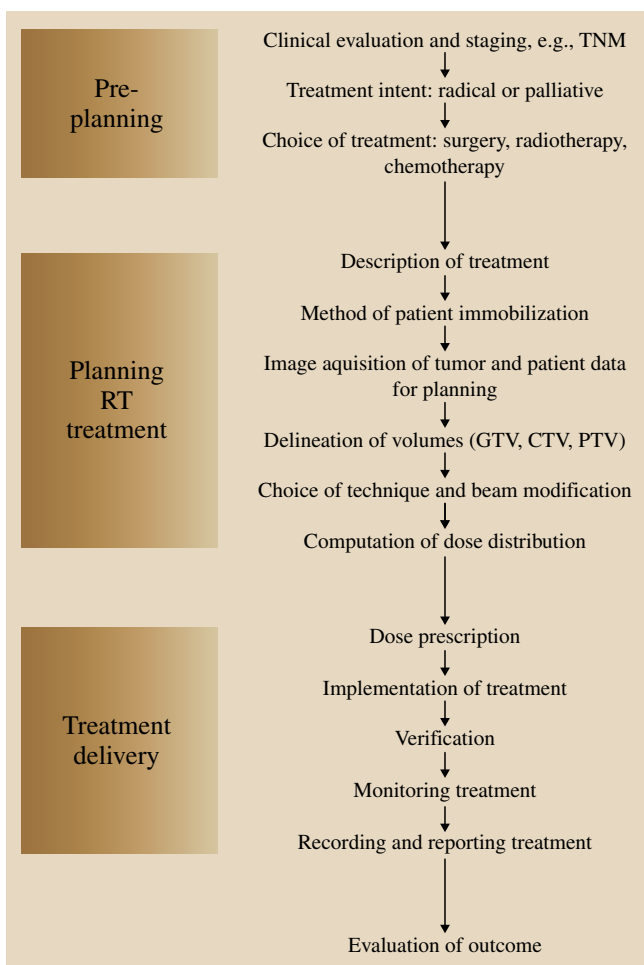 Pre-
planning
Clinical evaluation and staging, e.g., TNM
Treatment intent: radical or palliative
Choice of treatment: surgery, radiotherapy,
chemotherapy
Planning
RT
treatment
Description of treatment
Method of patient immobilization
Image aquisition of tumor and patient data
for planning
Delineation of volumes (GTV, CTV, PTV)
Choice of technique and beam modification
Computation of dose distribution
Treatment
delivery
Dose prescription
Implementation of treatment
Verification
Monitoring treatment
Recording and reporting treatment
Evaluation of outcome